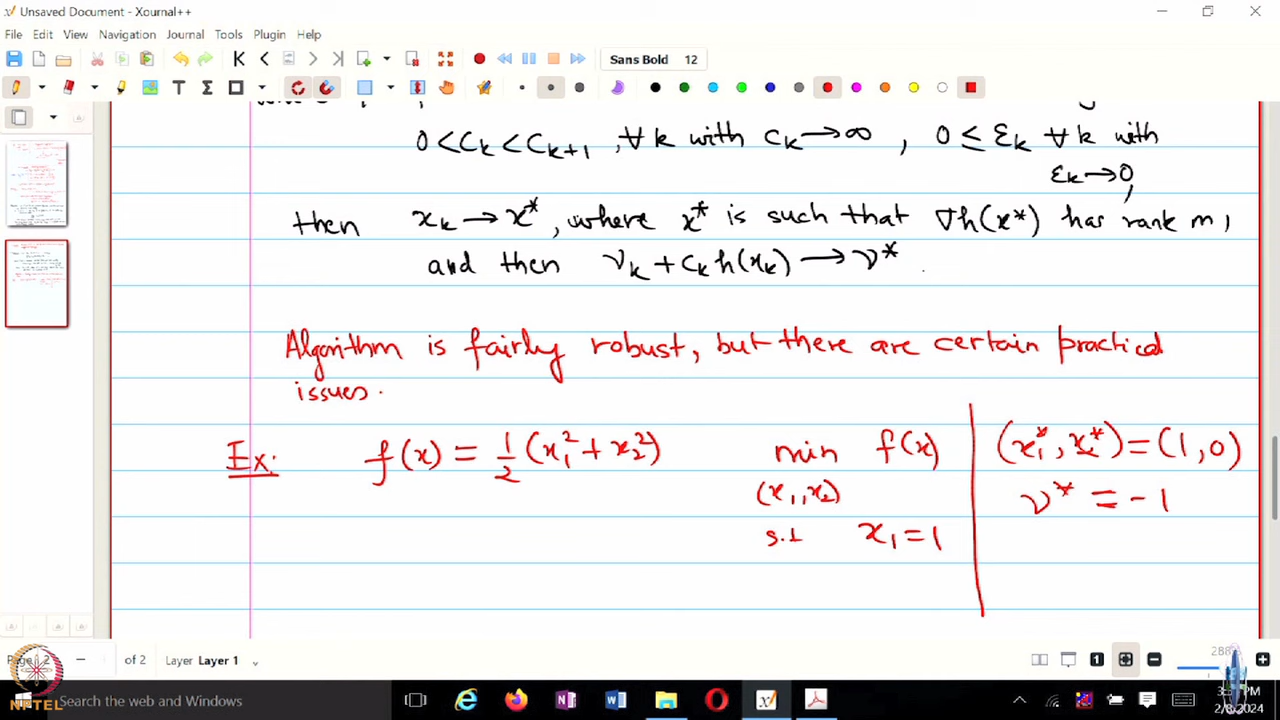 Unsaved Document - Xournal++
File Edit View Navigation Journal Tools Plugin Help
Sans Bold 12
0 < C_k < C_{k+1}, ∀ k with C_k → ∞, 0 ≤ ε_k ∀ k with
ε_k → 0,
then x_k → x*, where x* is such that ∇h(x*) has rank m,
and then ν_k + C_k h(x_k) → ν*.
Algorithm is fairly robust, but there are certain practical
issues.
Ex: f(x) = 1/2 (x_1^2 + x_2^2) min f(x) (x_1*, x_2*) = (1, 0)
(x_1, x_2) ν* = -1
s.t x_1 = 1
of 2 Layer Layer 1
NPTEL
Search the web and Windows
2/8/2024